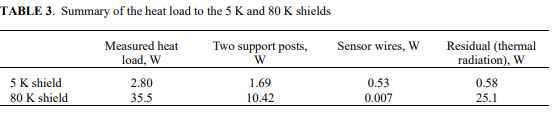 TABLE 3. Summary of the heat load to the 5 K and 80 K shields
Measured heat load, W Two support posts, W Sensor wires, W Residual (thermal radiation), W
5 K shield 2.80 1.69 0.53 0.58
80 K shield 35.5 10.42 0.007 25.1